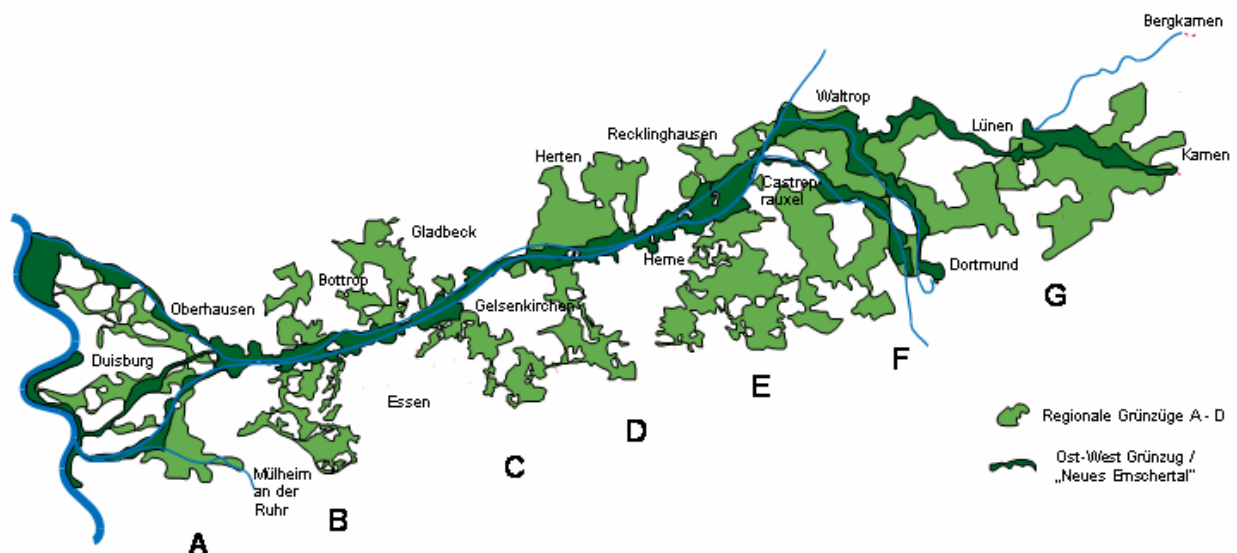 Bergkamen
Waltrop
Lünen
Recklinghausen
Herten
Kamen
Castrop
rauxel
Gladbeck
Herne
Bottrop
Dortmund
Oberhausen
Gelsenkirchen
G
Duisburg
F
E
Essen
Regionale Grünzüge A - D
D
Ost-West Grünzug /
„Neues Emschertal"
C
Mülheim
an der
Ruhr
B
A